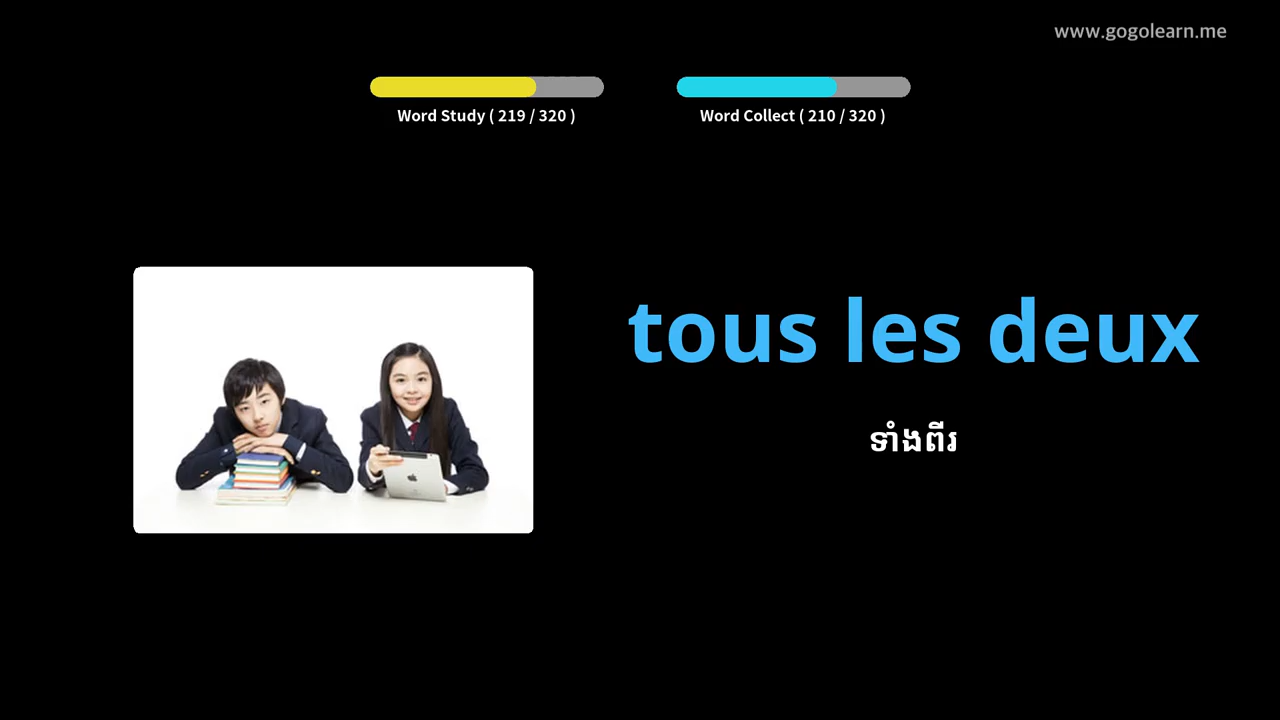 www.gogolearn.me
Word Study ( 219 / 320 )
Word Collect ( 210 / 320 )
tous les deux
ទាំងពីរ